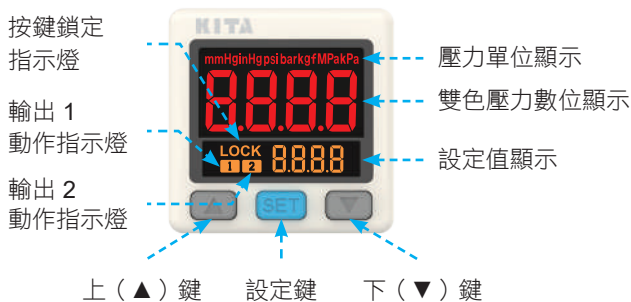 KITA
按鍵鎖定
指示燈
mmHginHgpsibarkgfMPakPa
壓力單位顯示
8.8.8.8
雙色壓力數位顯示
輸出 1
動作指示燈
LOCK
1 2 8.8.8.8
設定值顯示
輸出 2
動作指示燈
▲ SET ▼
上（▲）鍵 設定鍵 下（▼）鍵